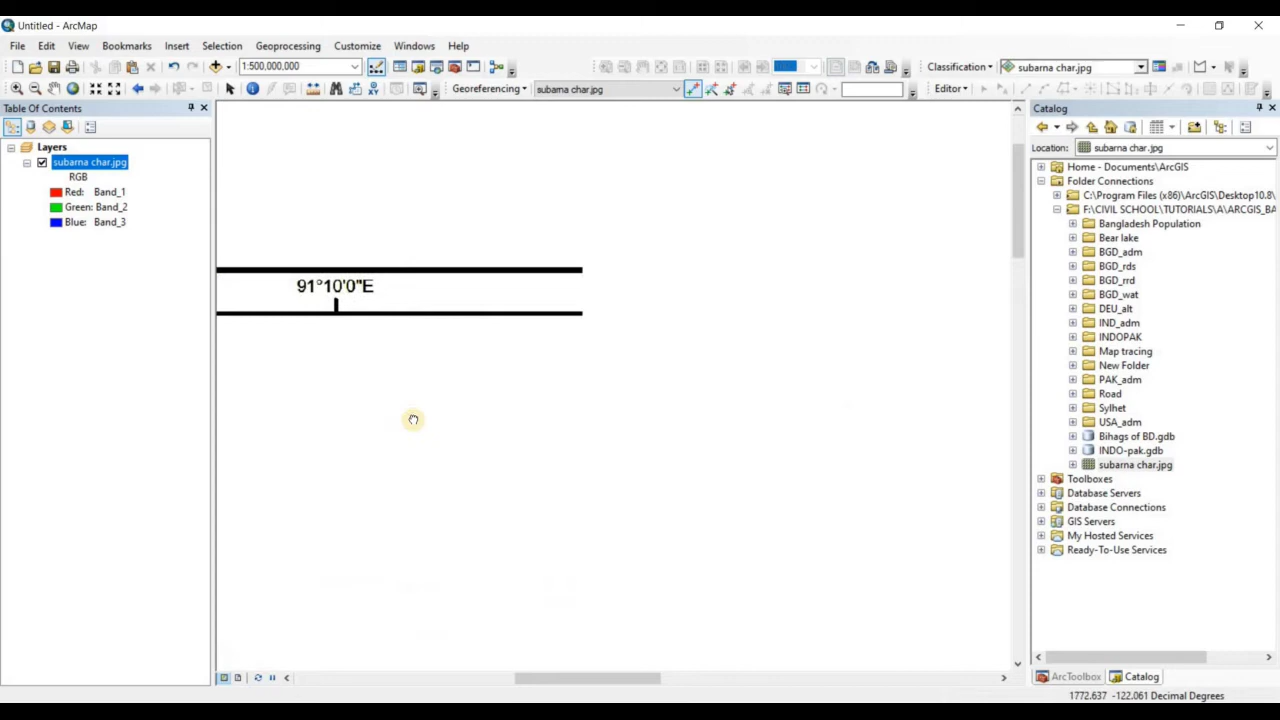 Untitled - ArcMap
File Edit View Bookmarks Insert Selection Geoprocessing Customize Windows Help
1:500,000,000
Classification
subarna char.jpg
Georeferencing
subarna char.jpg
Editor
Table Of Contents
Layers
subarna char.jpg
RGB
Red: Band_1
Green: Band_2
Blue: Band_3
91°10'0"E
Catalog
Location: subarna char.jpg
Home - Documents\ArcGIS
Folder Connections
C:\Program Files (x86)\ArcGIS\Desktop10.8\
F:\CIVIL SCHOOL\TUTORIALS\A\ARCGIS_BA
Bangladesh Population
Bear lake
BGD_adm
BGD_rds
BGD_rrd
BGD_wat
DEU_alt
IND_adm
INDOPAK
Map tracing
New Folder
PAK_adm
Road
Sylhet
USA_adm
Bihags of BD.gdb
INDO-pak.gdb
subarna char.jpg
Toolboxes
Database Servers
Database Connections
GIS Servers
My Hosted Services
Ready-To-Use Services
ArcToolbox
Catalog
1772.637 -122.061 Decimal Degrees